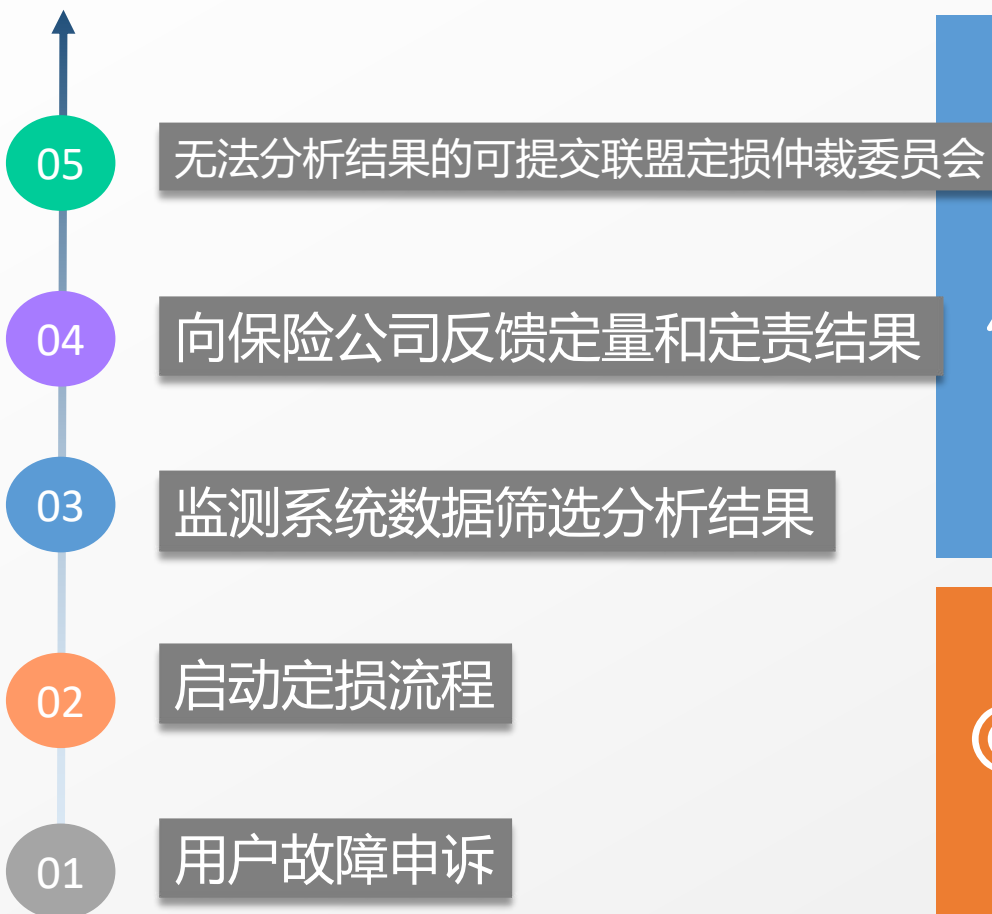 05
无法分析结果的可提交联盟定损仲裁委员会
04
向保险公司反馈定量和定责结果
03
监测系统数据筛选分析结果
02
启动定损流程
01
用户故障申诉